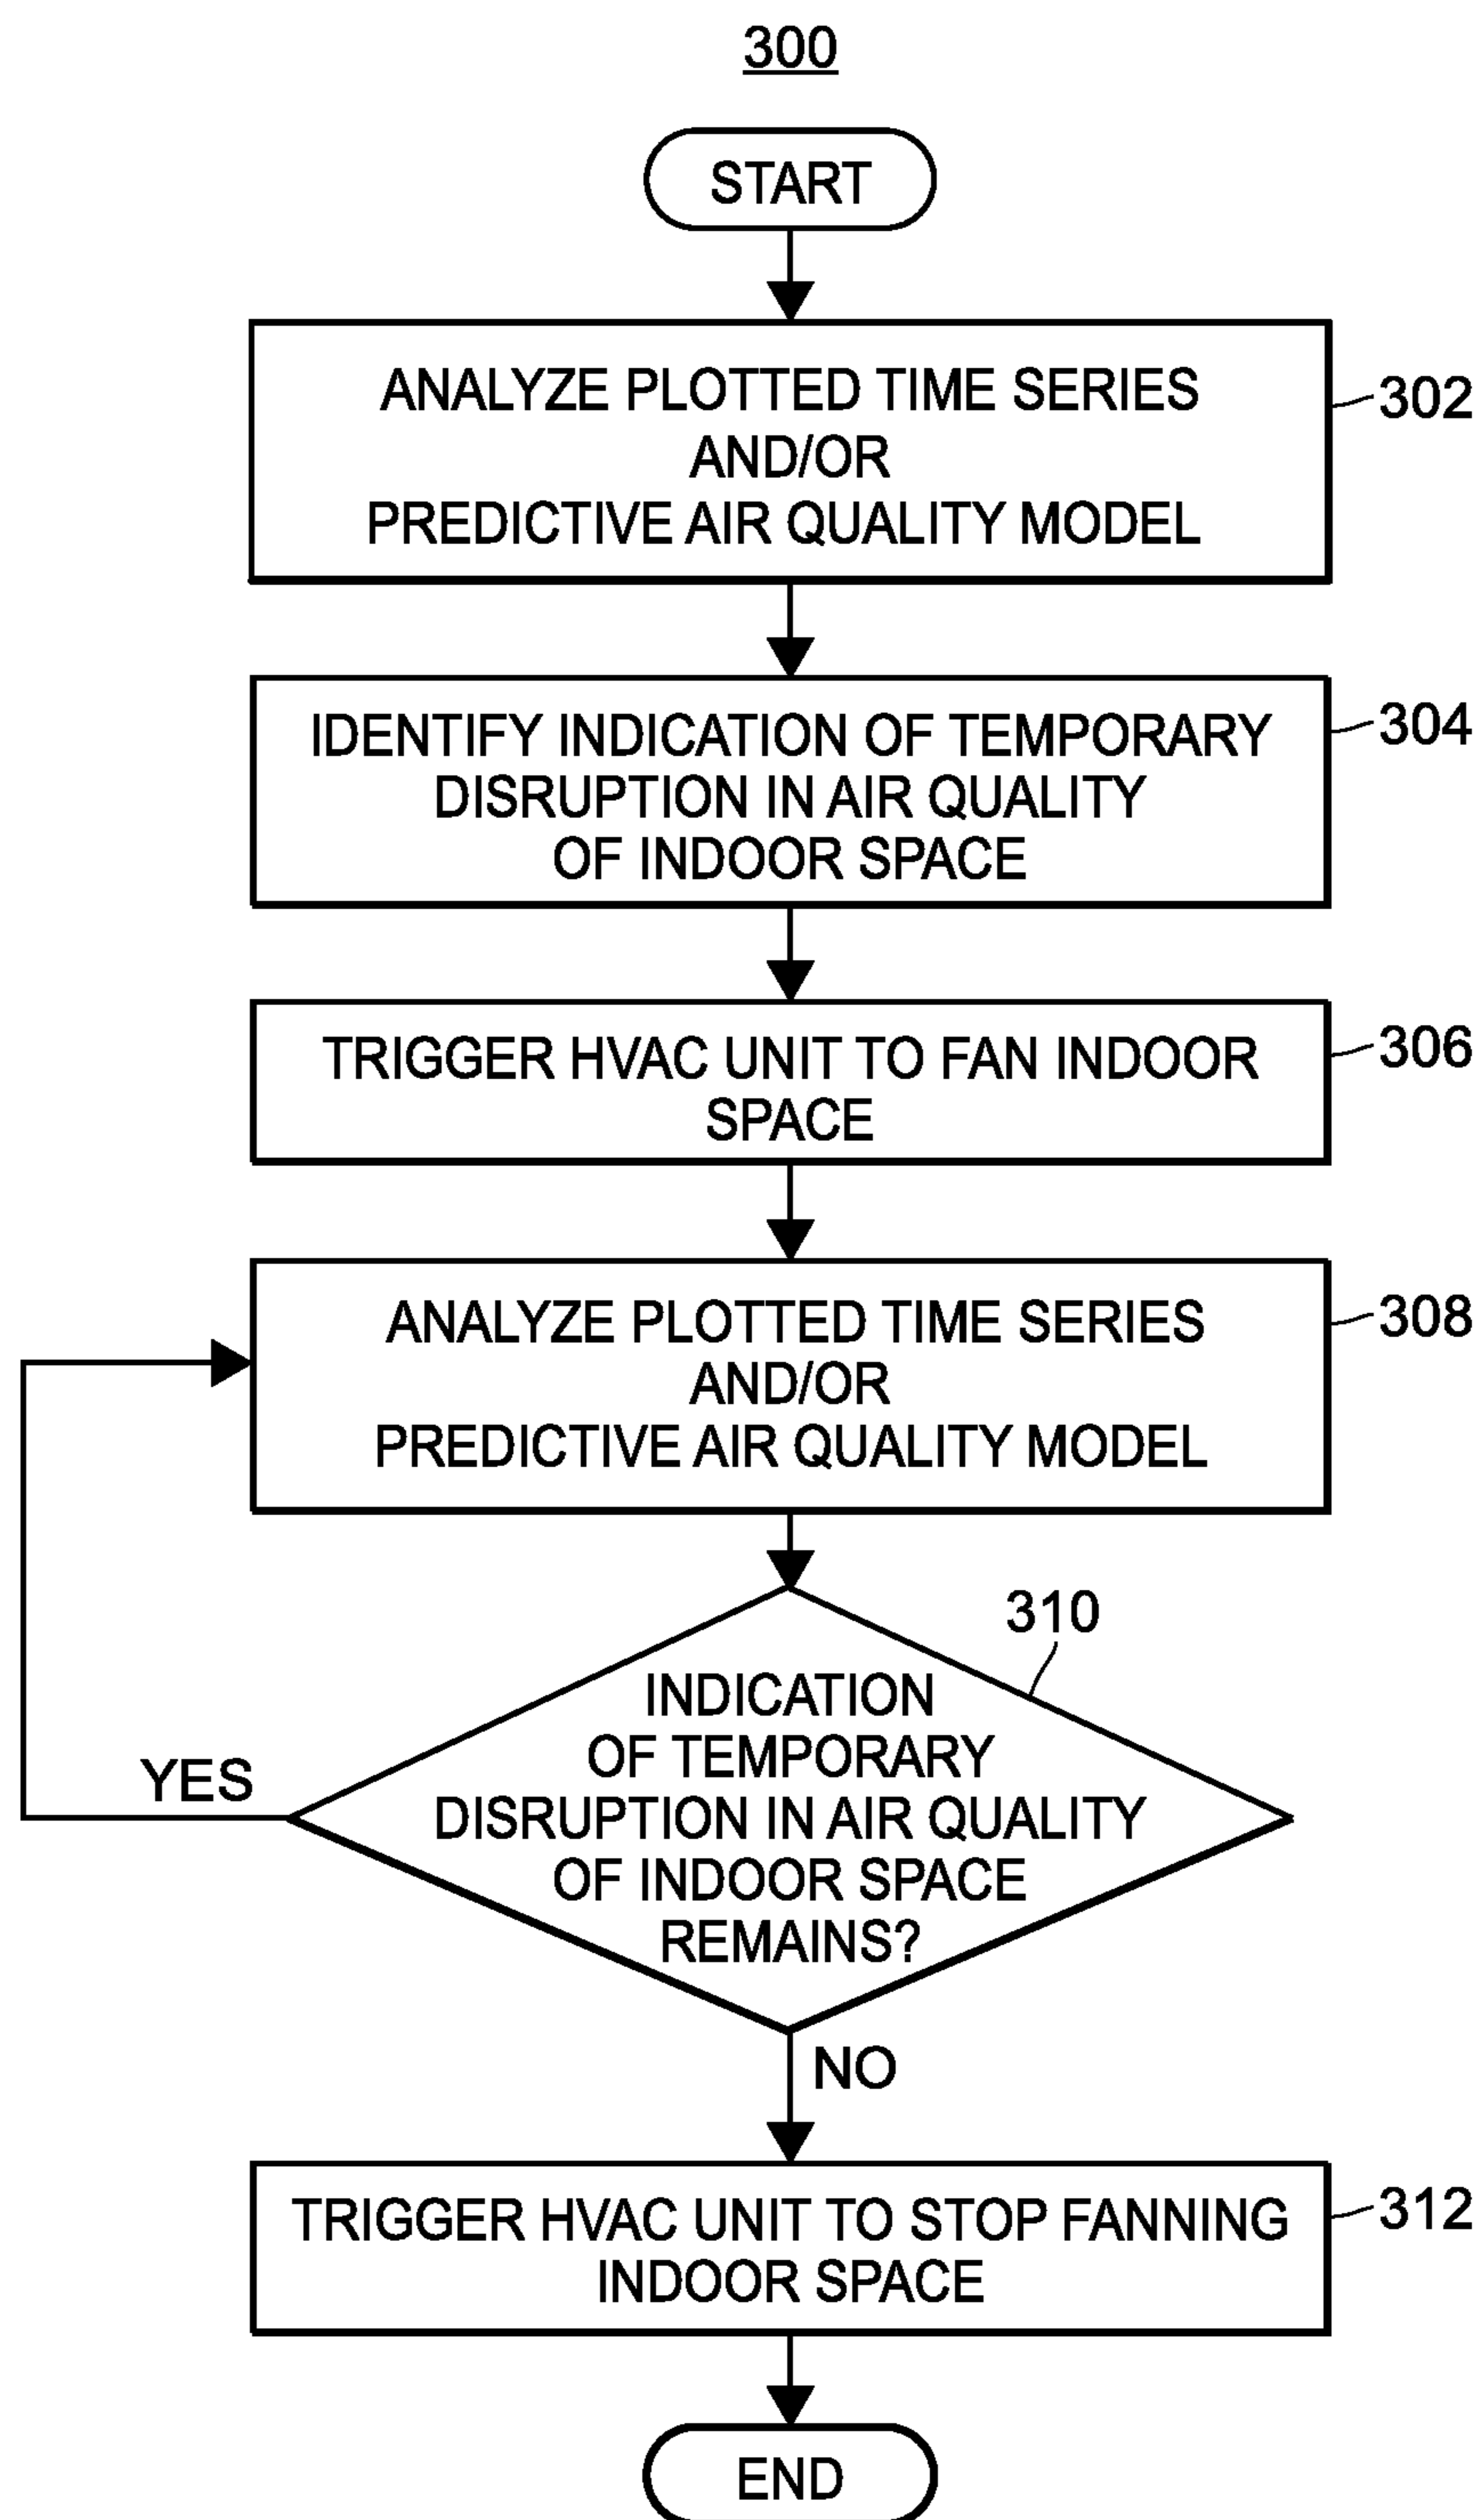 300
START
ANALYZE PLOTTED TIME SERIES
AND/OR
PREDICTIVE AIR QUALITY MODEL
302
IDENTIFY INDICATION OF TEMPORARY
DISRUPTION IN AIR QUALITY
OF INDOOR SPACE
304
TRIGGER HVAC UNIT TO FAN INDOOR
SPACE
306
ANALYZE PLOTTED TIME SERIES
AND/OR
PREDICTIVE AIR QUALITY MODEL
308
310
INDICATION
OF TEMPORARY
DISRUPTION IN AIR QUALITY
OF INDOOR SPACE
REMAINS?
YES
NO
TRIGGER HVAC UNIT TO STOP FANNING
INDOOR SPACE
312
END